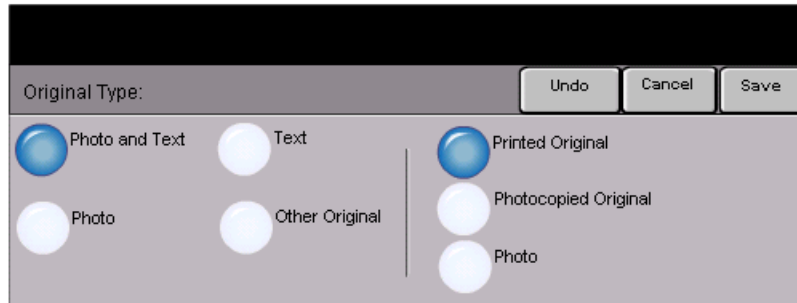 Original Type:
Undo
Cancel
Save
Photo and Text
Text
Photo
Other Original
Printed Original
Photocopied Original
Photo